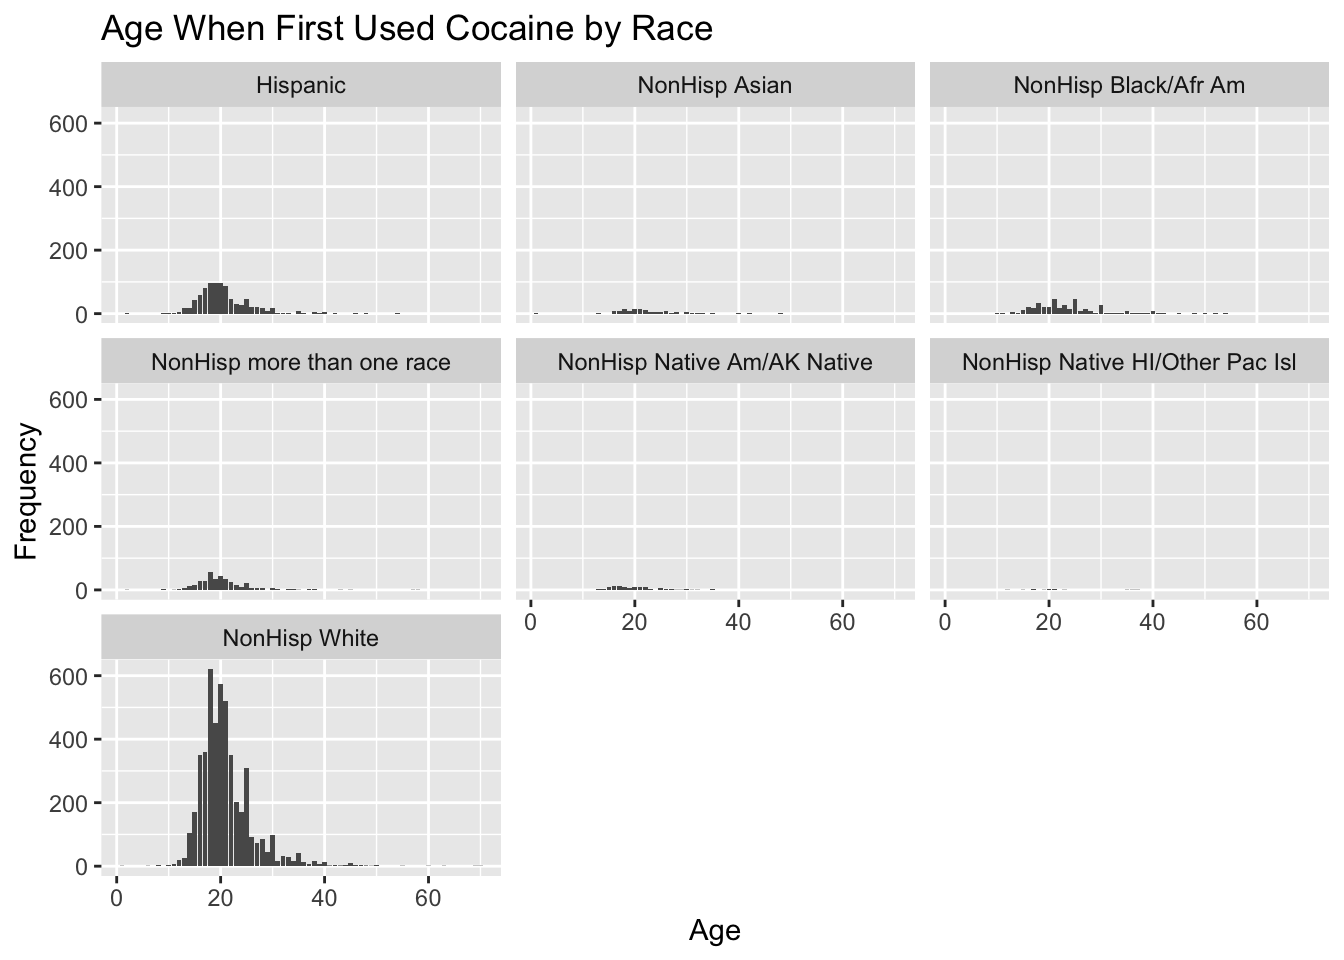 Age When First Used Cocaine by Race
Hispanic
NonHisp Asian
NonHisp Black/Afr Am
600
400
200
0
NonHisp more than one race
NonHisp Native Am/AK Native
NonHisp Native HI/Other Pac Isl
600
400
200
0
0 20 40 60
0 20 40 60
NonHisp White
600
400
200
0
0 20 40 60
Frequency
Age